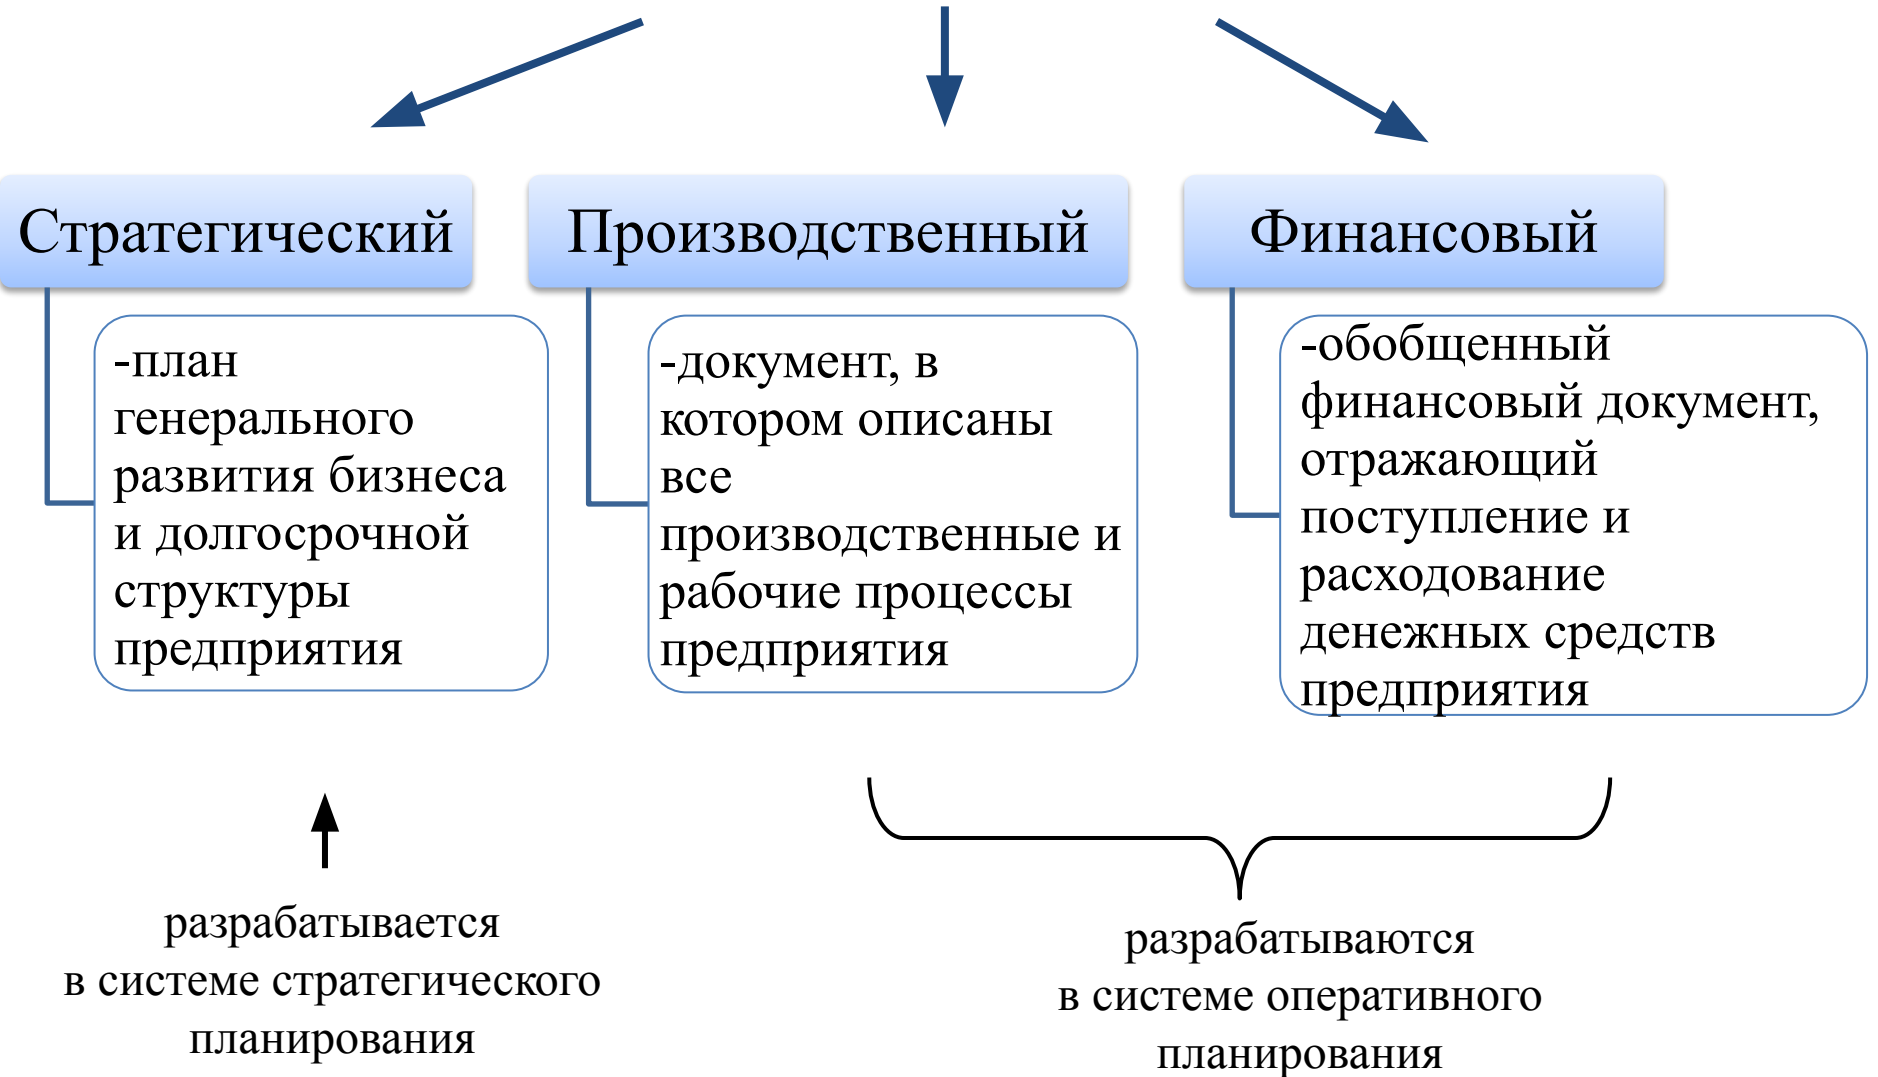 Стратегический
-план
генерального
развития бизнеса
и долгосрочной
структуры
предприятия
Производственный
-документ, в
котором описаны
все
производственные и
рабочие процессы
предприятия
Финансовый
-обобщенный
финансовый документ,
отражающий
поступление и
расходование
денежных средств
предприятия
разрабатывается
в системе стратегического
планирования
разрабатываются
в системе оперативного
планирования